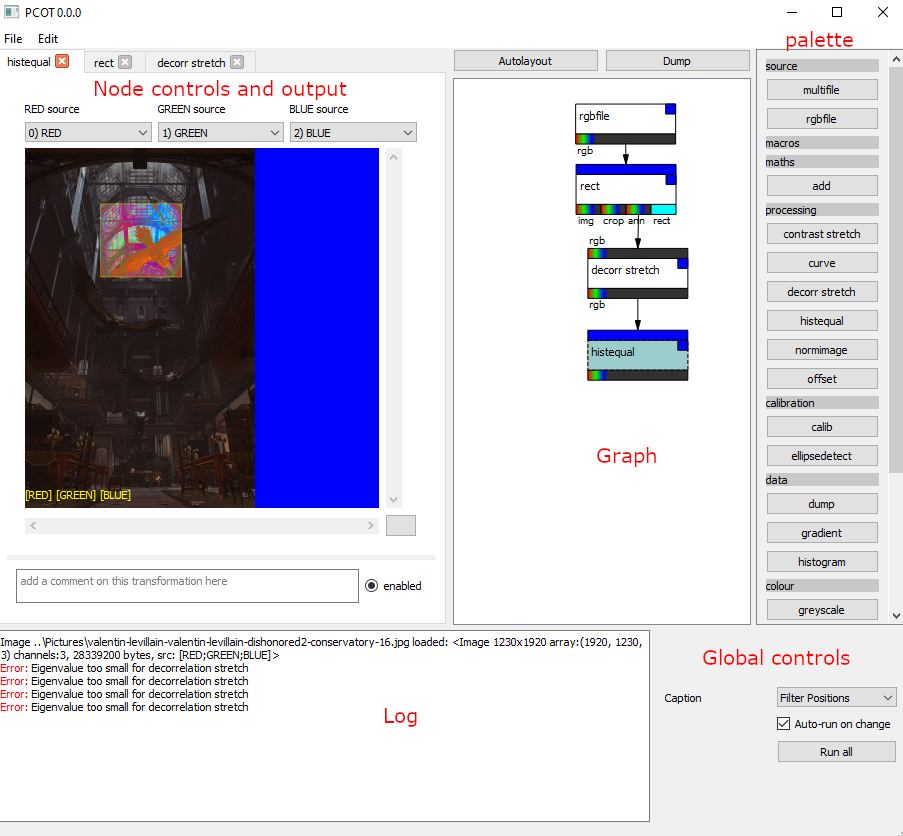 PCOT 0.0.0
File Edit
histequal rect decorr stretch
Node controls and output
RED source GREEN source BLUE source
0) RED 1) GREEN 2) BLUE
[RED] [GREEN] [BLUE]
add a comment on this transformation here
enabled
Autolayout Dump
rgbfile
rgb
rect
img crop ann rect
rgb
decorr stretch
rgb
histequal
Graph
palette
source
multifile
rgbfile
macros
maths
add
processing
contrast stretch
curve
decorr stretch
histequal
normimage
offset
calibration
calib
ellipsedetect
data
dump
gradient
histogram
colour
greyscale
Image ..\Pictures\valentin-levillain-valentin-levillain-dishonored2-conservatory-16.jpg loaded: <Image 1230x1920 array:(1920, 1230,
3) channels:3, 28339200 bytes, src: [RED;GREEN;BLUE]>
Error: Eigenvalue too small for decorrelation stretch
Error: Eigenvalue too small for decorrelation stretch
Error: Eigenvalue too small for decorrelation stretch
Error: Eigenvalue too small for decorrelation stretch
Log
Global controls
Caption Filter Positions
Auto-run on change
Run all